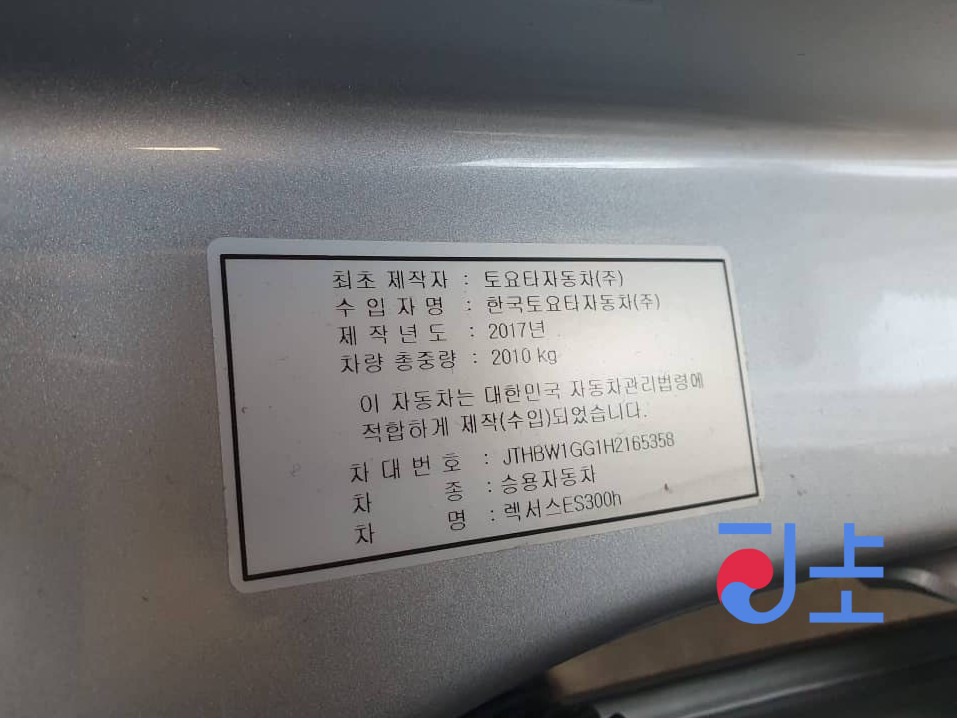 최초 제작자 : 토요타자동차(주)
수 입 자 명 : 한국토요타자동차(주)
제 작 년 도 : 2017년
차량 총중량 : 2010 kg
이 자동차는 대한민국 자동차관리법령에
적합하게 제작(수입)되었습니다.
차 대 번 호 : JTHBW1GG1H2165358
차 종 : 승용자동차
차 명 : 렉서스ES300h